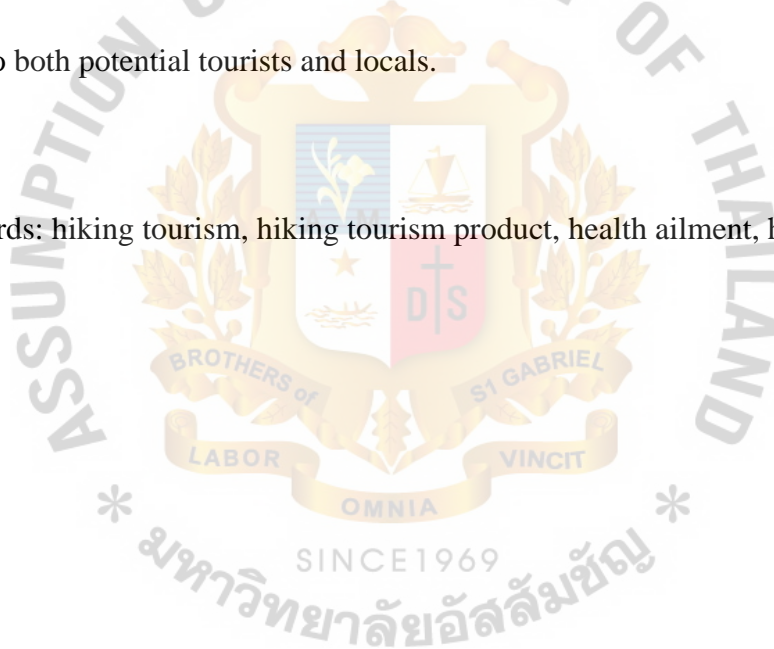 o both potential tourists and locals.
rds: hiking tourism, hiking tourism product, health ailment, h
ASSUMPTION
OF THAILAND
A M
D S
BROTHERS of
S1 GABRIEL
LABOR
VINCIT
OMNIA
SINCE1969
* มหาวิทยาลัยอัสสัมชัญ *